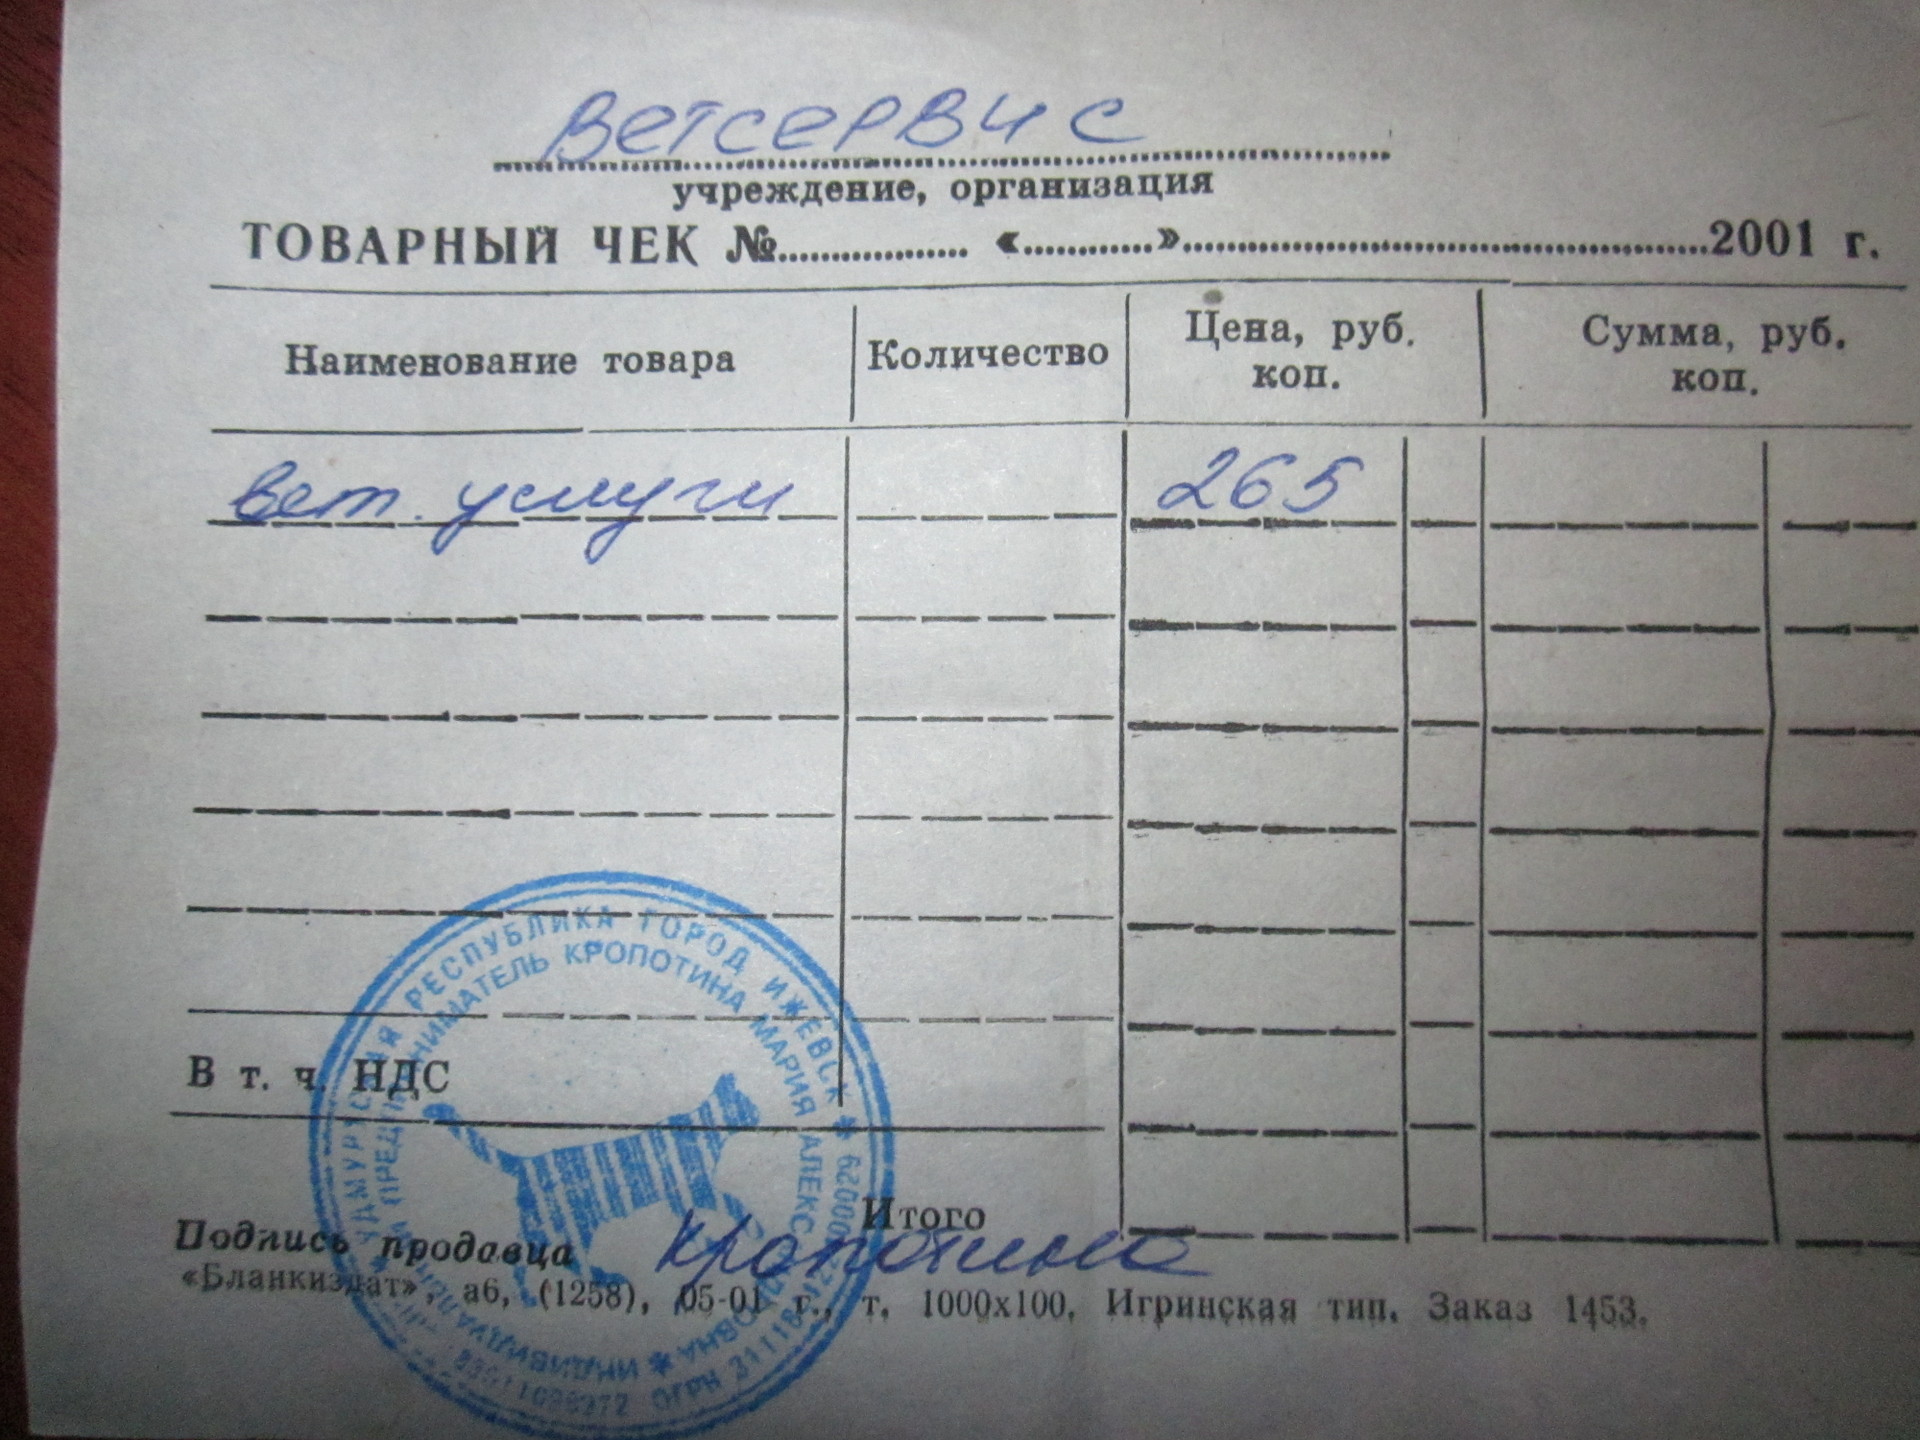 Ветсервис
учреждение, организация
ТОВАРНЫЙ ЧЕК №.................. «............»..................................................2001 г.
Наименование товара
Количество
Цена, руб. коп.
Сумма, руб. коп.
вет. услуги 265
В т. ч. НДС
Итого
Подпись продавца Кропотина
«Бланкиздат», а6, (1258), 05-01 г., т. 1000х100. Игринская тип. Заказ 1453.
УДМУРТСКАЯ РЕСПУБЛИКА ГОРОД ИЖЕВСК *
* ИНДИВИДУАЛЬНЫЙ ПРЕДПРИНИМАТЕЛЬ КРОПОТИНА МАРИЯ
ОГРН